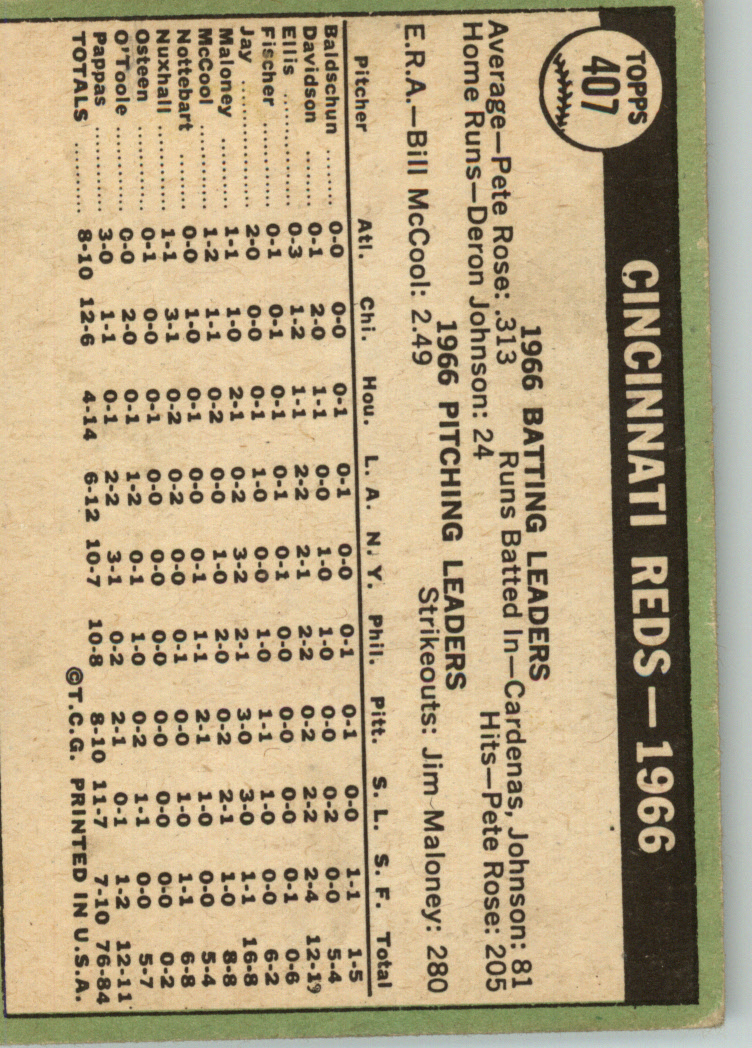 TOPPS
407
CINCINNATI REDS—1966
1966 BATTING LEADERS
Average—Pete Rose: .313 Runs Batted In—Cardenas, Johnson: 81
Home Runs—Deron Johnson: 24 Hits—Pete Rose: 205
1966 PITCHING LEADERS
E.R.A.—Bill McCool: 2.49 Strikeouts: Jim Maloney: 280
Pitcher Atl. Chi. Hou. L. A. N. Y. Phil. Pitt. S. L. S. F. Total
Baldschun ........ 0-0 0-0 0-1 0-1 0-0 0-1 0-1 0-0 1-1 1-5
Davidson ........ 0-1 2-0 1-1 0-0 1-0 1-0 0-0 0-2 0-0 5-4
Ellis ................ 0-3 1-2 1-1 2-2 2-1 2-2 0-2 2-2 2-4 12-19
Fischer ............ 0-1 0-1 0-1 0-1 0-1 0-0 0-0 0-0 0-1 0-6
Jay .................. 2-0 0-0 0-1 1-0 0-0 1-0 1-1 1-0 0-0 6-2
Maloney .......... 1-1 1-0 2-1 0-2 3-2 2-1 3-0 3-0 1-1 16-8
McCool ............ 1-2 1-1 0-2 0-0 1-0 2-0 0-2 2-1 1-0 8-8
Nottebart ........ 0-0 1-0 0-1 0-0 0-1 1-1 2-1 1-0 0-0 5-4
Nuxhall ............ 1-1 3-1 0-2 0-2 0-0 0-1 0-0 1-0 1-1 6-8
Osteen ............ 0-1 0-0 0-1 0-0 0-0 0-0 0-0 0-0 0-0 0-2
O'Toole ............ 0-0 2-0 0-1 1-2 0-1 1-0 0-2 1-1 0-0 5-7
Pappas ............ 3-0 1-1 0-1 2-2 3-1 0-2 2-1 0-1 1-2 12-11
TOTALS .......... 8-10 12-6 4-14 6-12 10-7 10-8 8-10 11-7 7-10 76-84
©T.C.G. PRINTED IN U.S.A.